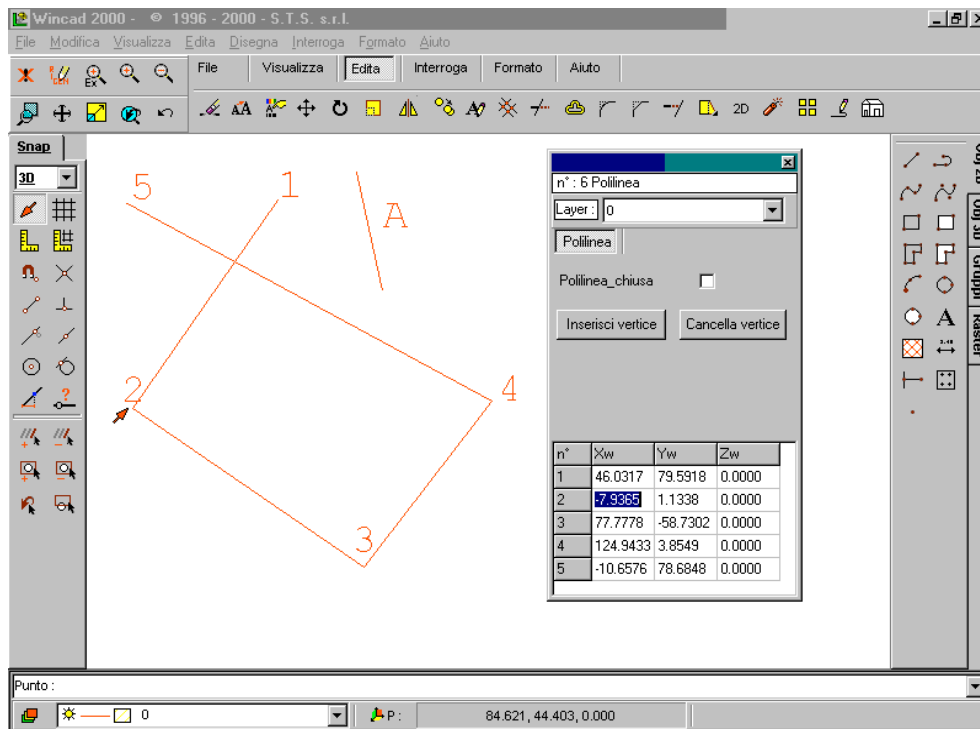 Wincad 2000 - © 1996 - 2000 - S.T.S. s.r.l.
File Modifica Visualizza Edita Disegna Interroga Formato Aiuto
File Visualizza Edita Interroga Formato Aiuto
EX
2D
Snap
3D
Obj 2D
Obj 3D
Gruppi
Raster
5
1
A
2
4
3
n° : 6 Polilinea
Layer : 0
Polilinea
Polilinea_chiusa
Inserisci vertice Cancella vertice
n° Xw Yw Zw
1 46.0317 79.5918 0.0000
2 -7.9365 1.1338 0.0000
3 77.7778 -58.7302 0.0000
4 124.9433 3.8549 0.0000
5 -10.6576 78.6848 0.0000
A
Punto :
0
P : 84.621, 44.403, 0.000